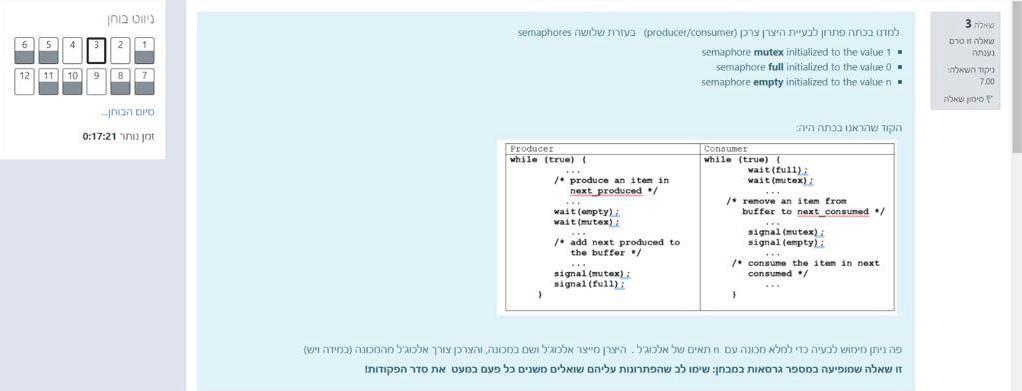 ניווט בוחן
1
2
3
4
5
6
7
8
9
10
11
12
סיום הבוחן...
זמן נותר 0:17:21
שאלה 3
שאלה זו טרם
נענתה
ניקוד השאלה:
7.00
סימון שאלה
למדנו בכתה פתרון לבעיית היצרן צרכן (producer/consumer) בעזרת שלושה semaphores
semaphore mutex initialized to the value 1
semaphore full initialized to the value 0
semaphore empty initialized to the value n
הקוד שהראנו בכתה היה:
Producer
while (true) {
...
/* produce an item in
next_produced */
...
wait(empty);
wait(mutex);
...
/* add next produced to
the buffer */
...
signal(mutex);
signal(full);
}
Consumer
while (true) {
wait(full);
wait(mutex);
...
/* remove an item from
buffer to next_consumed */
...
signal(mutex);
signal(empty);
...
/* consume the item in next
consumed */
...
}
פה ניתן מימוש לבעיה כדי למלא מכונה עם n תאים של אלכוג'ל . היצרן מייצר אלכוג'ל ושם במכונה, והצרכן צורך אלכוג'ל מהמכונה (במידה ויש)
זו שאלה שמופיעה במספר גרסאות במבחן: שימו לב שהפתרונות עליהם שואלים משנים כל פעם במעט את סדר הפקודות!